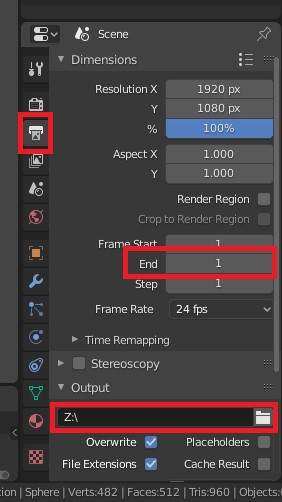 Scene
Dimensions
Resolution X 1920 px
Y 1080 px
% 100%
Aspect X 1.000
Y 1.000
Render Region
Crop to Render Region
Frame Start 1
End 1
Step 1
Frame Rate 24 fps
Time Remapping
Stereoscopy
Output
Z:\
Overwrite Placeholders
File Extensions Cache Result
| Sphere | Verts:482 | Faces:512 | Tris:960 | Objects: